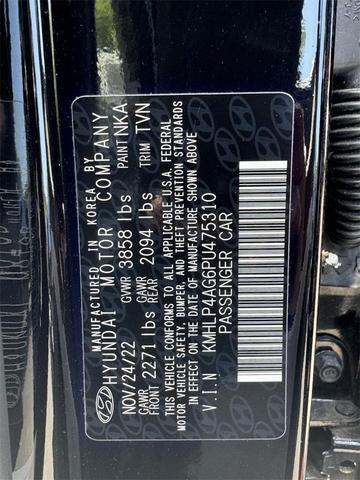 MANUFACTURED IN KOREA BY
HYUNDAI MOTOR COMPANY
NOV/24/22 GVWR 3858 lbs PAINT NKA
GAWR FRONT 2271 lbs GAWR REAR 2094 lbs TRIM TVN
THIS VEHICLE CONFORMS TO ALL APPLICABLE U.S.A. FEDERAL
MOTOR VEHICLE SAFETY, BUMPER, AND THEFT PREVENTION STANDARDS
IN EFFECT ON THE DATE OF MANUFACTURE SHOWN ABOVE
V.I.N KMHLP4AG6PU475310
PASSENGER CAR